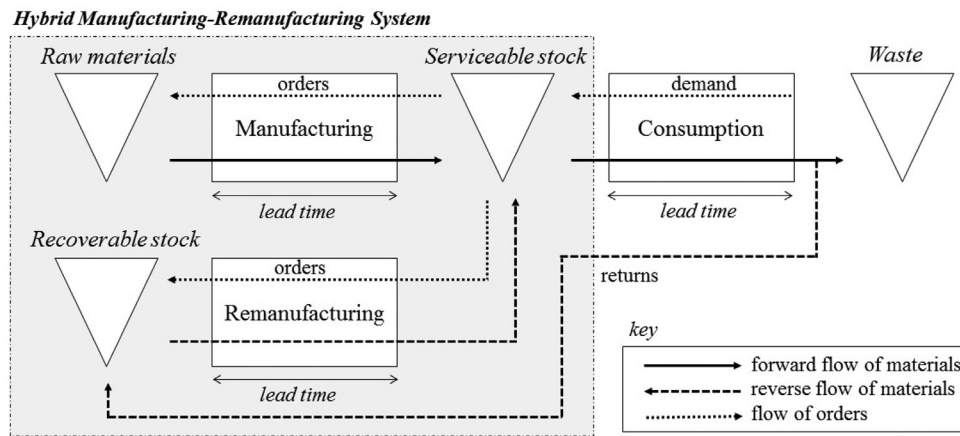 Hybrid Manufacturing-Remanufacturing System
Raw materials
Serviceable stock
Waste
orders
demand
Manufacturing
Consumption
lead time
lead time
Recoverable stock
orders
returns
Remanufacturing
lead time
key
forward flow of materials
reverse flow of materials
flow of orders